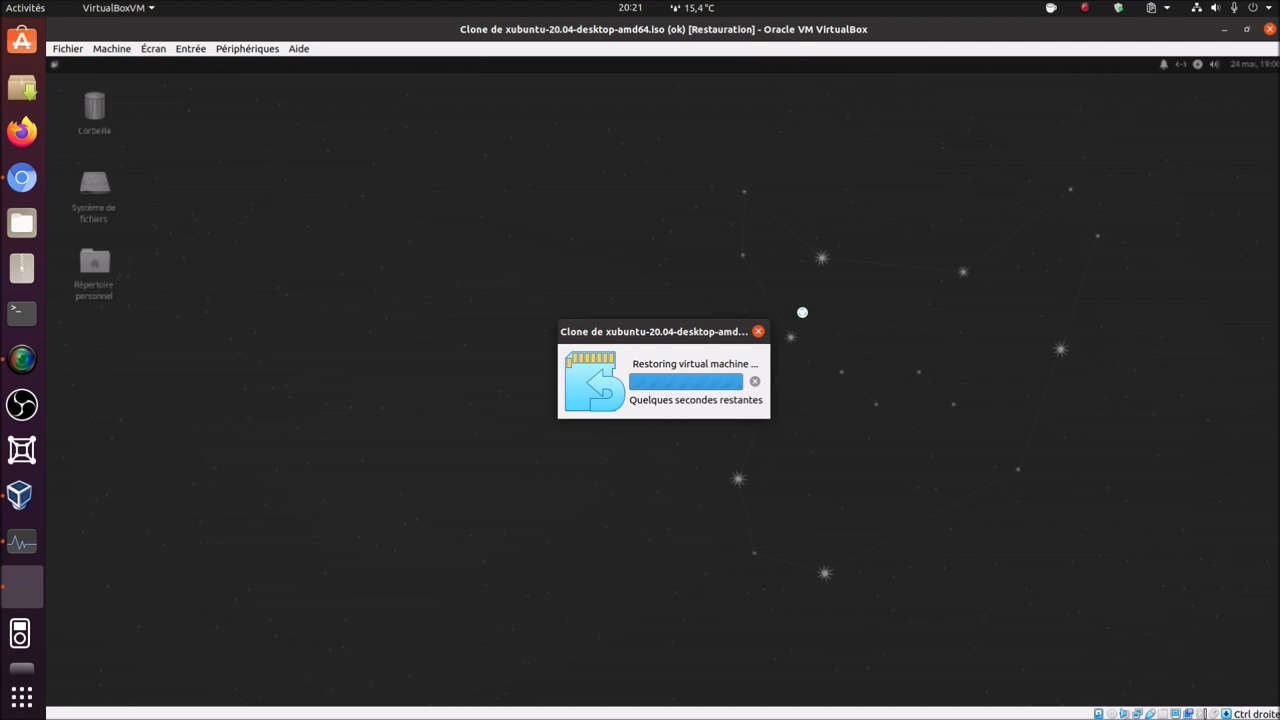 Activités VirtualBoxVM 20:21 15,4 °C
Clone de xubuntu-20.04-desktop-amd64.iso (ok) [Restauration] - Oracle VM VirtualBox
Fichier Machine Écran Entrée Périphériques Aide
24 mai, 19:06
Corbeille
Système de
fichiers
Répertoire
personnel
Clone de xubuntu-20.04-desktop-amd...
Restoring virtual machine ...
Quelques secondes restantes
Ctrl droite